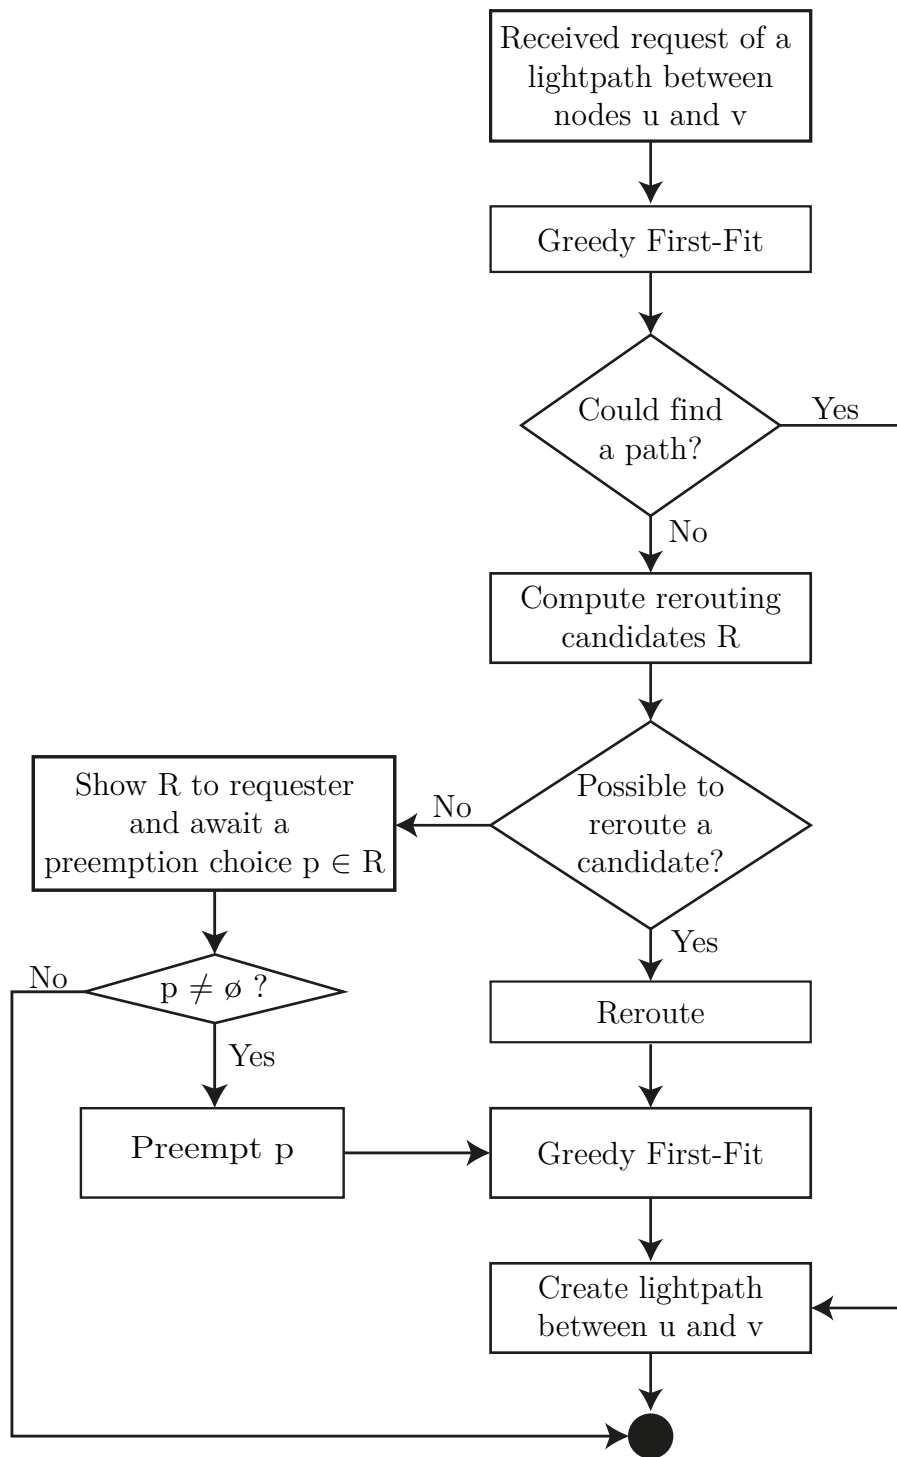 Received request of a
lightpath between
nodes u and v
Greedy First-Fit
Could find
a path?
Yes
No
Compute rerouting
candidates R
Possible to
reroute a
candidate?
No
Show R to requester
and await a
preemption choice p ∈ R
Yes
No
p ≠ ø ?
Reroute
Yes
Preempt p
Greedy First-Fit
Create lightpath
between u and v